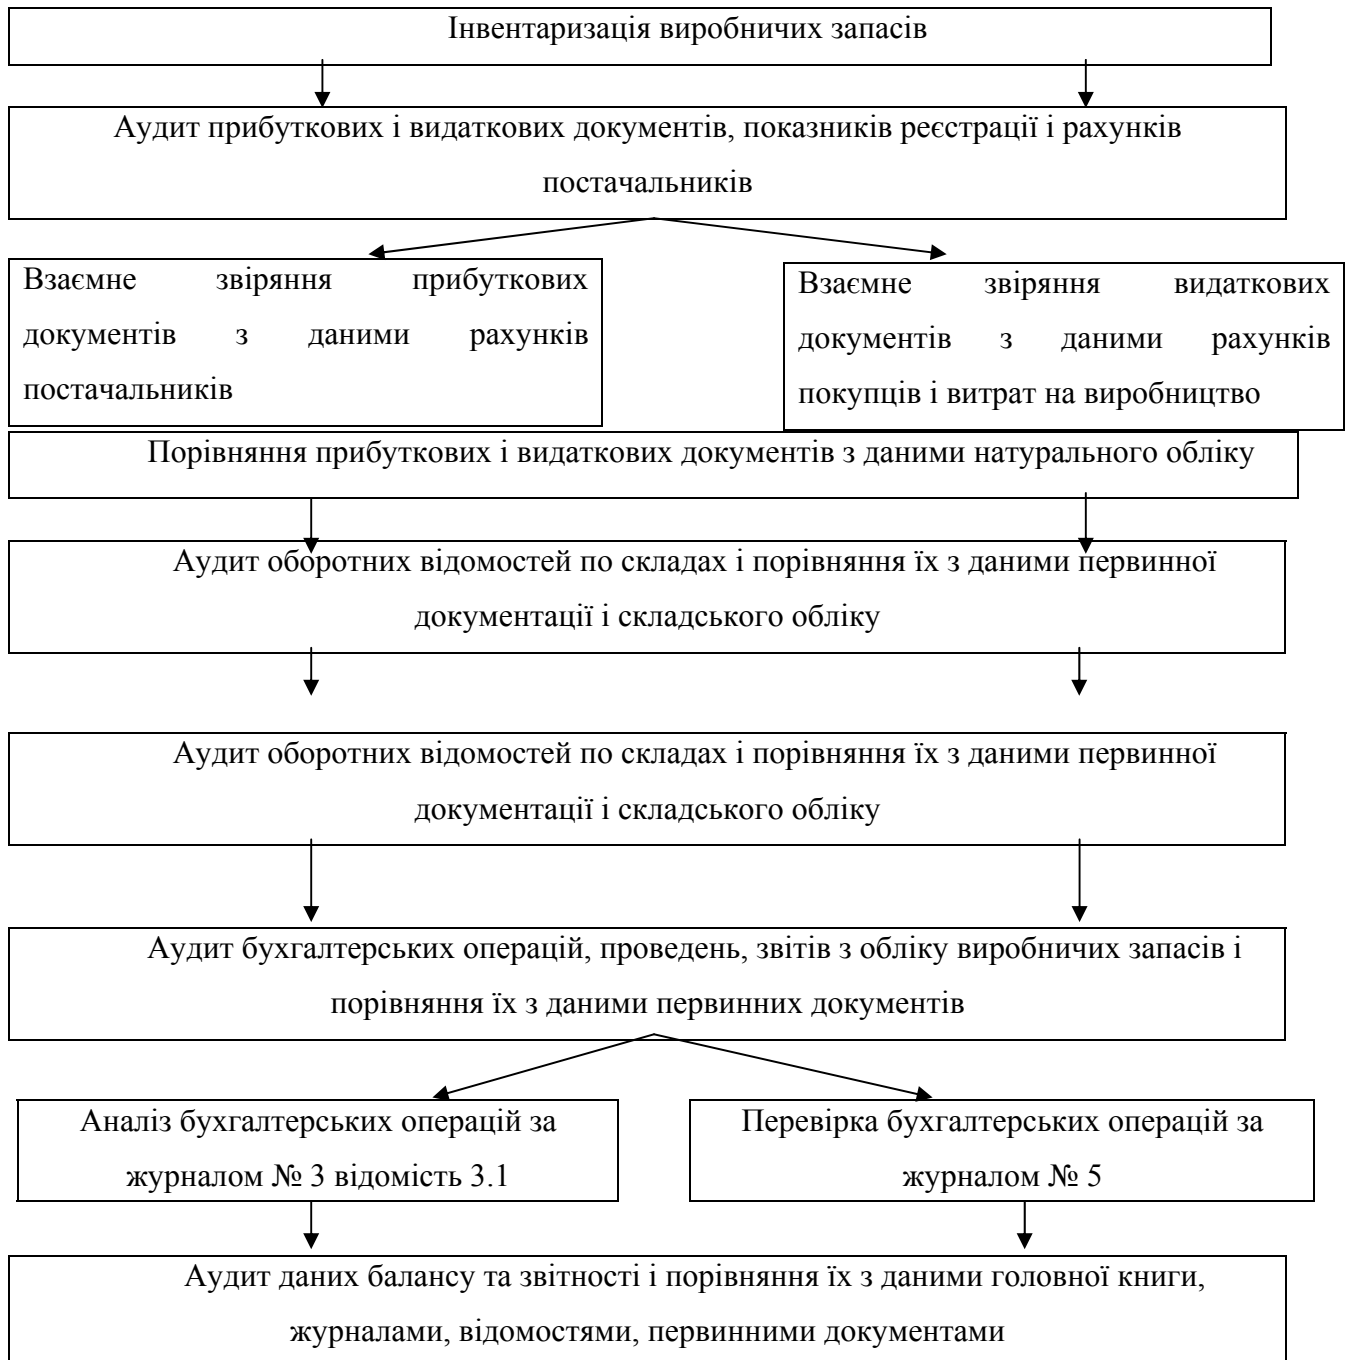 Інвентаризація виробничих запасів
Аудит прибуткових і видаткових документів, показників реєстрації і рахунків
постачальників
Взаємне звіряння прибуткових
документів з даними рахунків
постачальників
Взаємне звіряння видаткових
документів з даними рахунків
покупців і витрат на виробництво
Порівняння прибуткових і видаткових документів з даними натурального обліку
Аудит оборотних відомостей по складах і порівняння їх з даними первинної
документації і складського обліку
Аудит оборотних відомостей по складах і порівняння їх з даними первинної
документації і складського обліку
Аудит бухгалтерських операцій, проведень, звітів з обліку виробничих запасів і
порівняння їх з даними первинних документів
Аналіз бухгалтерських операцій за
журналом № 3 відомість 3.1
Перевірка бухгалтерських операцій за
журналом № 5
Аудит даних балансу та звітності і порівняння їх з даними головної книги,
журналами, відомостями, первинними документами